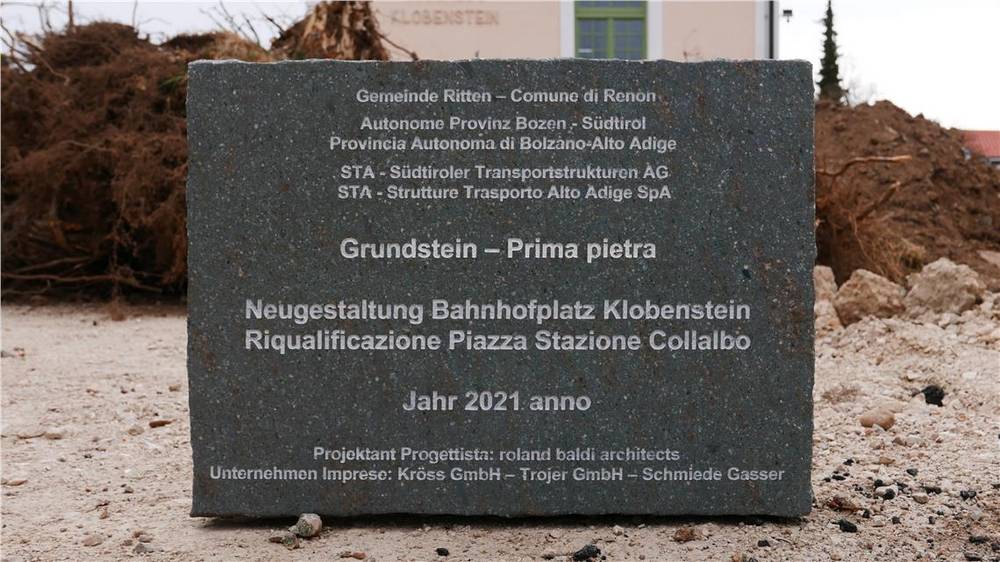 KLOBENSTEIN
Gemeinde Ritten – Comune di Renon
Autonome Provinz Bozen - Südtirol
Provincia Autonoma di Bolzano-Alto Adige
STA - Südtiroler Transportstrukturen AG
STA - Strutture Trasporto Alto Adige SpA
Grundstein – Prima pietra
Neugestaltung Bahnhofplatz Klobenstein
Riqualificazione Piazza Stazione Collalbo
Jahr 2021 anno
Projektant Progettista: roland baldi architects
Unternehmen Imprese: Kröss GmbH – Trojer GmbH – Schmiede Gasser